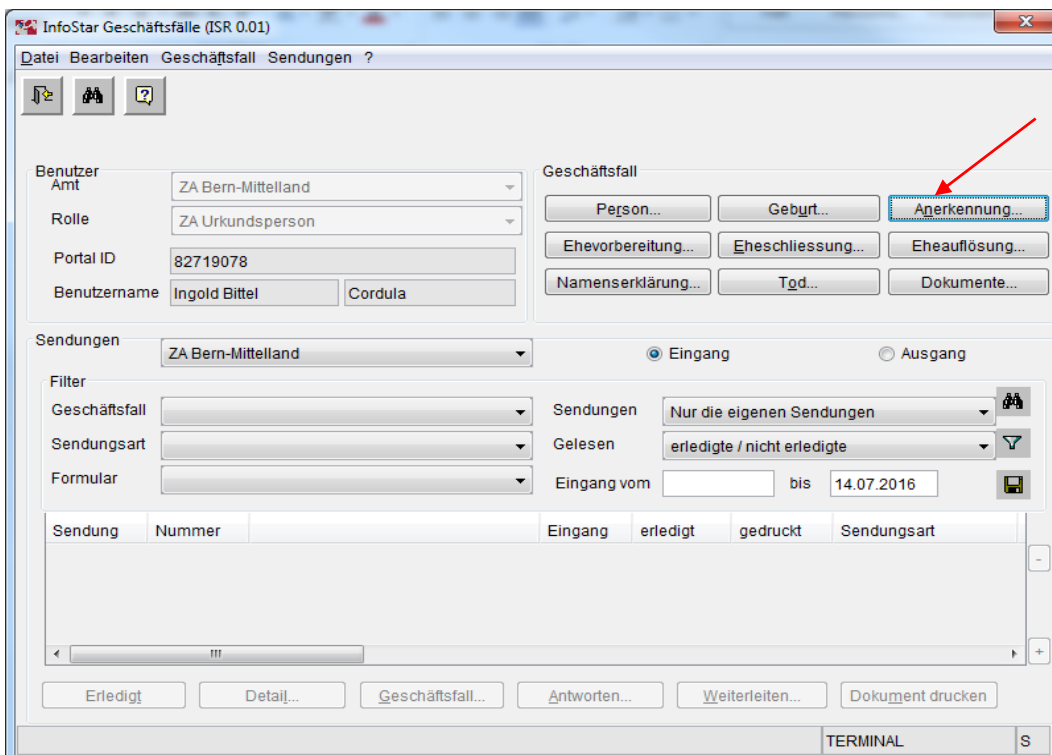 InfoStar Geschäftsfälle (ISR 0.01)
Datei Bearbeiten Geschäftsfall Sendungen ?
Benutzer
Amt ZA Bern-Mittelland
Rolle ZA Urkundsperson
Portal ID 82719078
Benutzername Ingold Bittel Cordula
Geschäftsfall
Person... Geburt... Anerkennung...
Ehevorbereitung... Eheschliessung... Eheauflösung...
Namenserklärung... Tod... Dokumente...
Sendungen ZA Bern-Mittelland Eingang Ausgang
Filter
Geschäftsfall Sendungen Nur die eigenen Sendungen
Sendungsart Gelesen erledigte / nicht erledigte
Formular Eingang vom bis 14.07.2016
Sendung Nummer Eingang erledigt gedruckt Sendungsart
-
+
Erledigt Detail... Geschäftsfall... Antworten... Weiterleiten... Dokument drucken
TERMINAL S